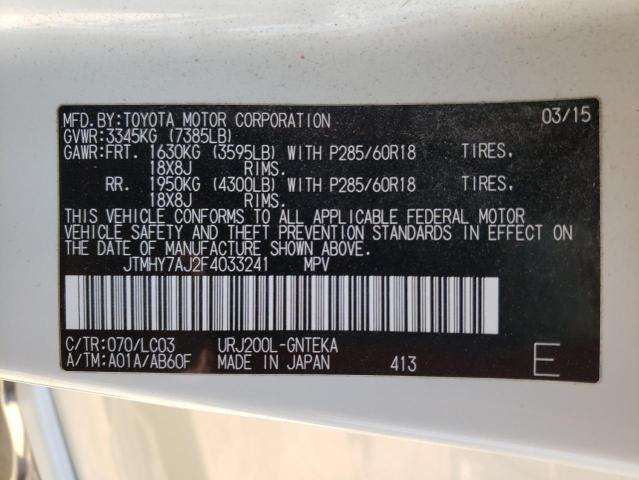 MFD.BY:TOYOTA MOTOR CORPORATION 03/15
GVWR:3345KG (7385LB)
GAWR:FRT. 1630KG (3595LB) WITH P285/60R18 TIRES,
18X8J RIMS.
RR. 1950KG (4300LB) WITH P285/60R18 TIRES,
18X8J RIMS.
THIS VEHICLE CONFORMS TO ALL APPLICABLE FEDERAL MOTOR
VEHICLE SAFETY AND THEFT PREVENTION STANDARDS IN EFFECT ON
THE DATE OF MANUFACTURE SHOWN ABOVE.
JTMHY7AJ2F4033241 MPV
C/TR:070/LC03 URJ200L-GNTEKA
A/TM:A01A/AB60F MADE IN JAPAN 413 E